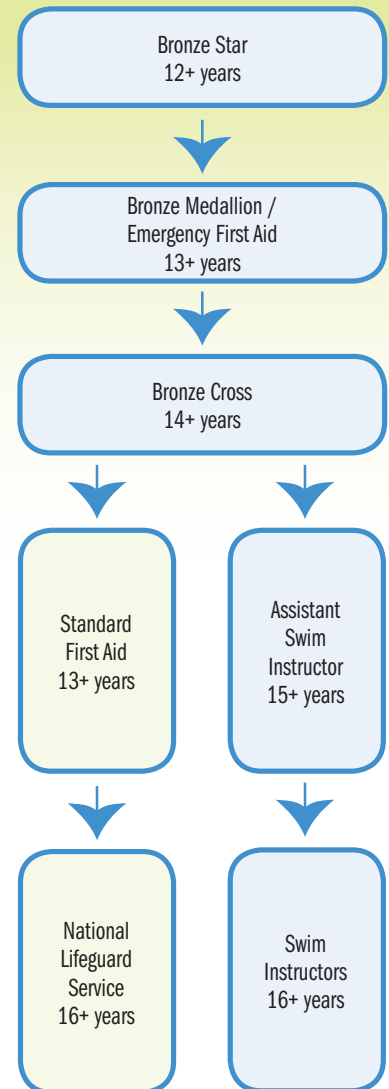 Bronze Star
12+ years
Bronze Medallion /
Emergency First Aid
13+ years
Bronze Cross
14+ years
Standard
First Aid
13+ years
Assistant
Swim
Instructor
15+ years
National
Lifeguard
Service
16+ years
Swim
Instructors
16+ years